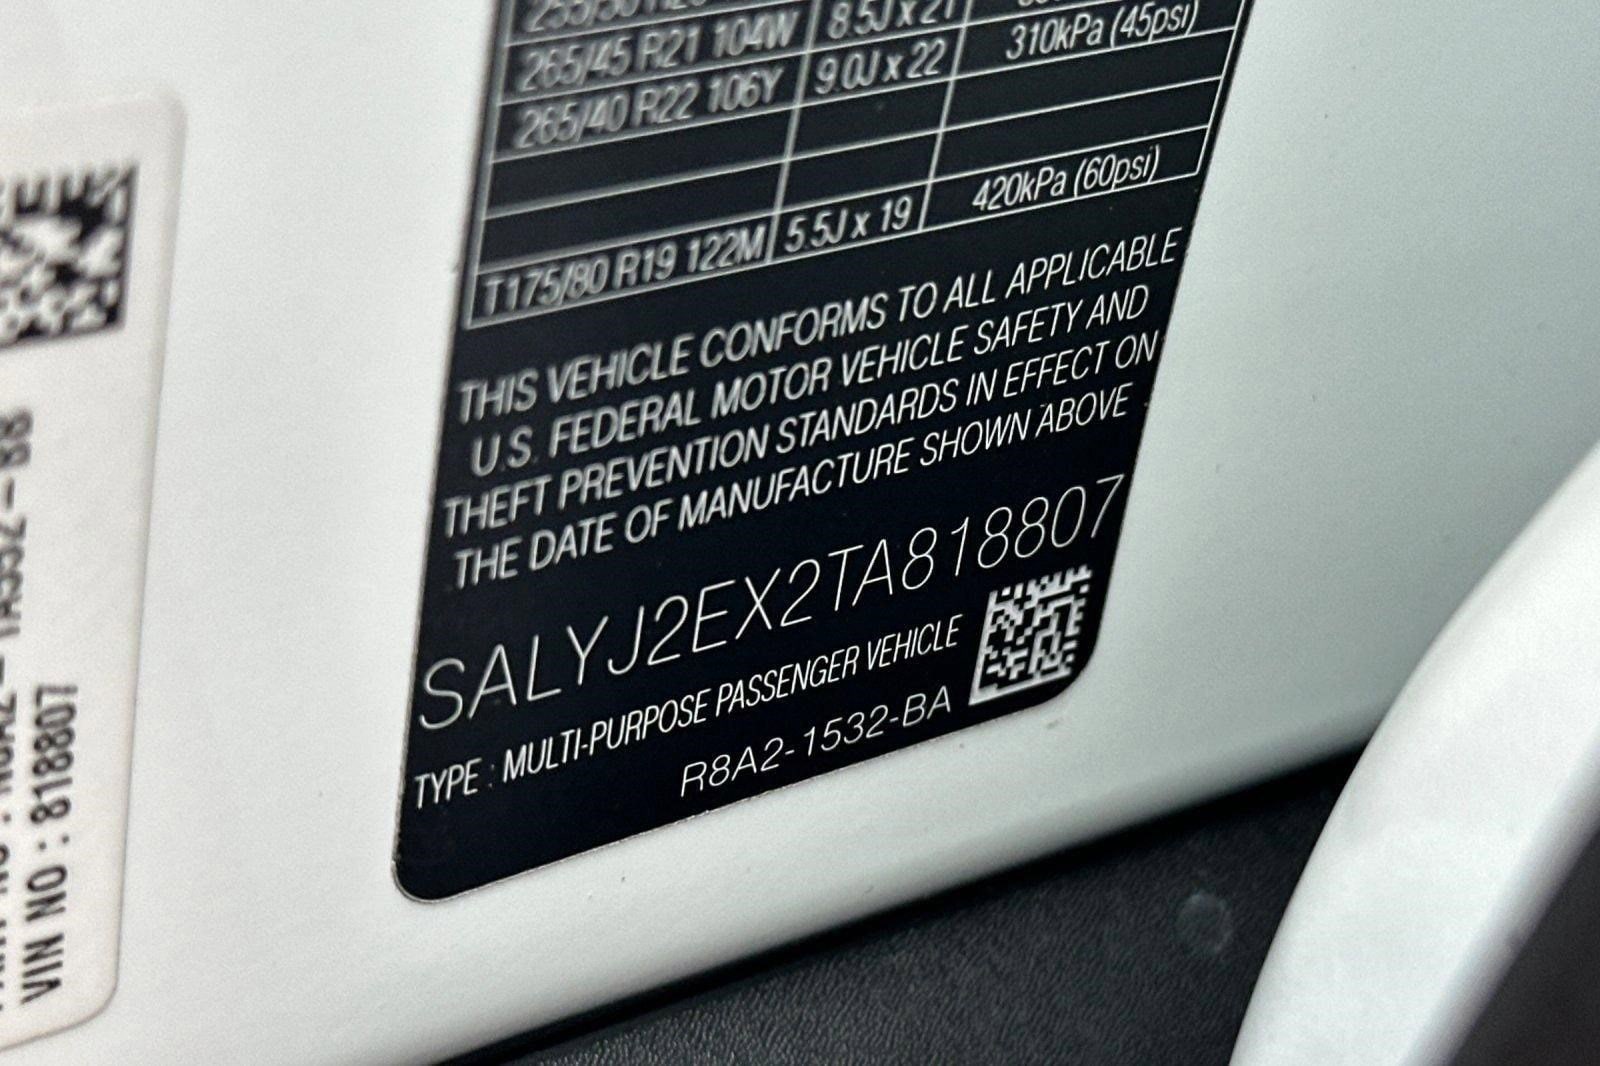 265/45 R21 104W 8.5J x 21
265/40 R22 106Y 9.0J x 22 310kPa (45psi)
T175/80 R19 122M 5.5J x 19 420kPa (60psi)
THIS VEHICLE CONFORMS TO ALL APPLICABLE
U.S. FEDERAL MOTOR VEHICLE SAFETY AND
THEFT PREVENTION STANDARDS IN EFFECT ON
THE DATE OF MANUFACTURE SHOWN ABOVE
SALYJ2EX2TA818807
TYPE : MULTI-PURPOSE PASSENGER VEHICLE
R8A2-1532-BA
VIN NO : 818807